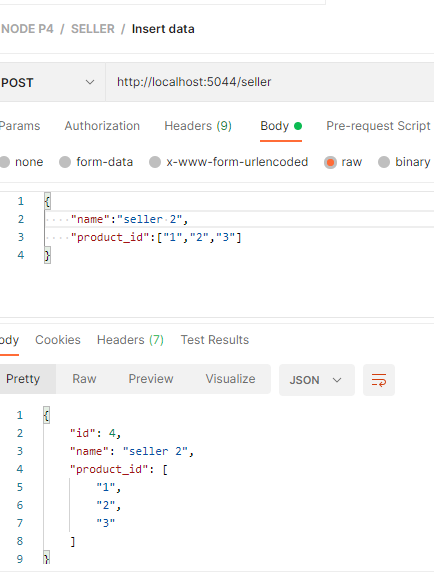 NODE P4 / SELLER / Insert data
POST http://localhost:5044/seller
Params Authorization Headers (9) Body Pre-request Script
none form-data x-www-form-urlencoded raw binary
1 {
2 "name":"seller 2",
3 "product_id":["1","2","3"]
4 }
ody Cookies Headers (7) Test Results
Pretty Raw Preview Visualize JSON
1 {
2 "id": 4,
3 "name": "seller 2",
4 "product_id": [
5 "1",
6 "2",
7 "3"
8 ]
9 }